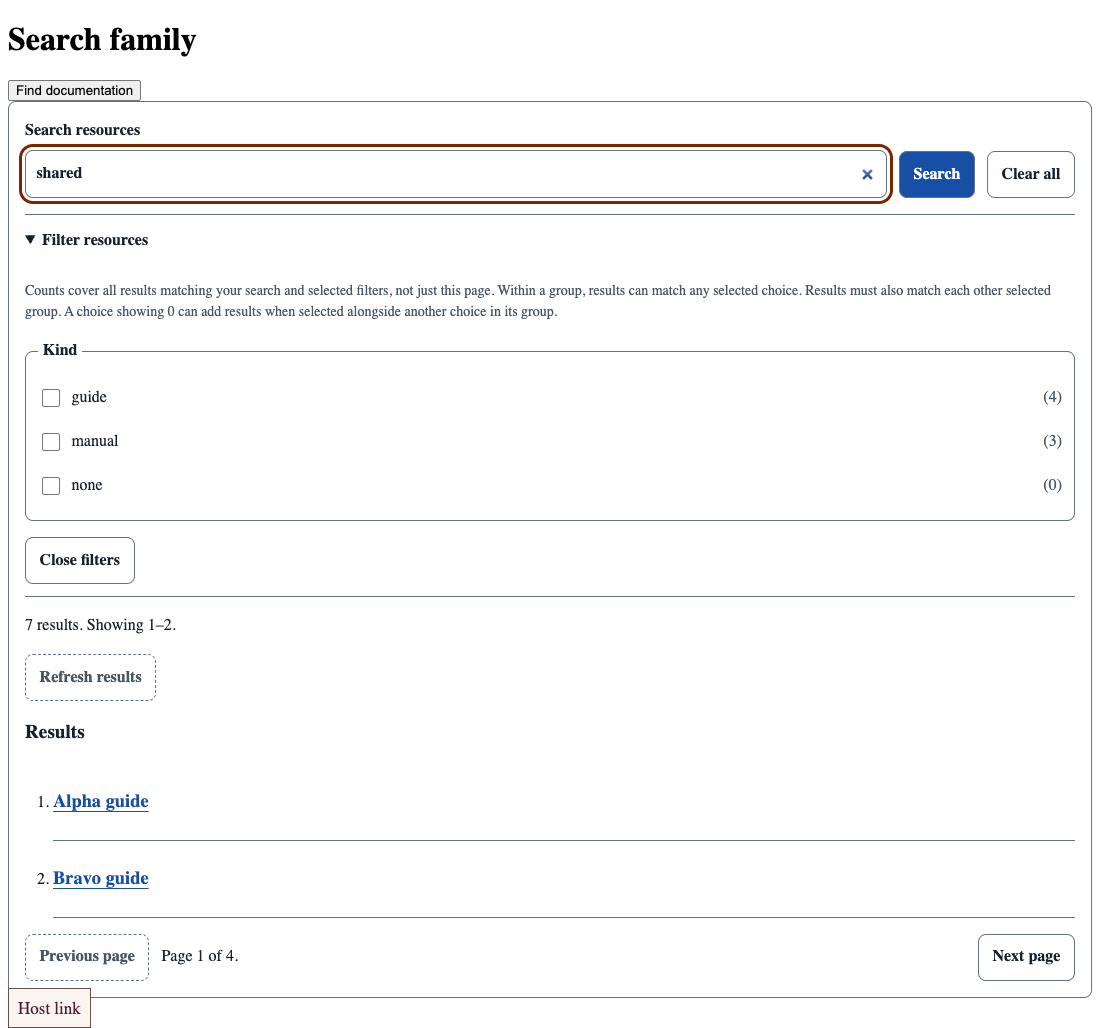 Search family
Find documentation
Search resources
shared
Search
Clear all
Filter resources
Counts cover all results matching your search and selected filters, not just this page. Within a group, results can match any selected choice. Results must also match each other selected
group. A choice showing 0 can add results when selected alongside another choice in its group.
Kind
guide (4)
manual (3)
none (0)
Close filters
7 results. Showing 1–2.
Refresh results
Results
1. Alpha guide
2. Bravo guide
Previous page
Page 1 of 4.
Next page
Host link